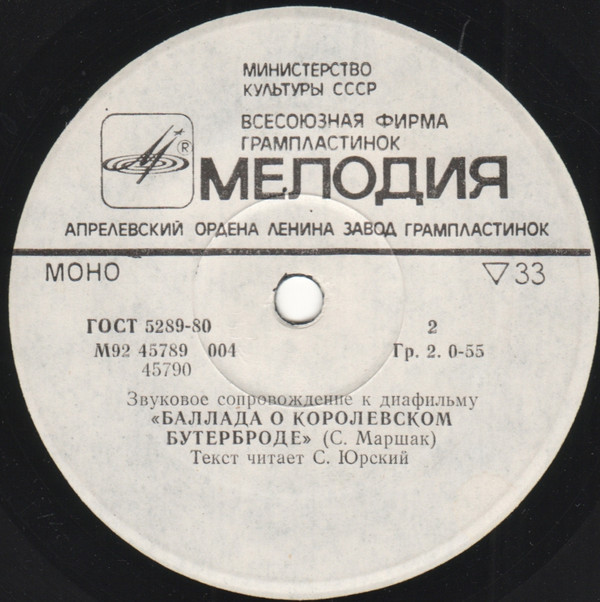 МИНИСТЕРСТВО
КУЛЬТУРЫ СССР
ВСЕСОЮЗНАЯ ФИРМА
ГРАМПЛАСТИНОК
®
МЕЛОДИЯ
АПРЕЛЕВСКИЙ ОРДЕНА ЛЕНИНА ЗАВОД ГРАМПЛАСТИНОК
МОНО ▽33
ГОСТ 5289-80 2
М92 45789 004 Гр. 2. 0-55
45790
Звуковое сопровождение к диафильму
«БАЛЛАДА О КОРОЛЕВСКОМ
БУТЕРБРОДЕ» (С. Маршак)
Текст читает С. Юрский